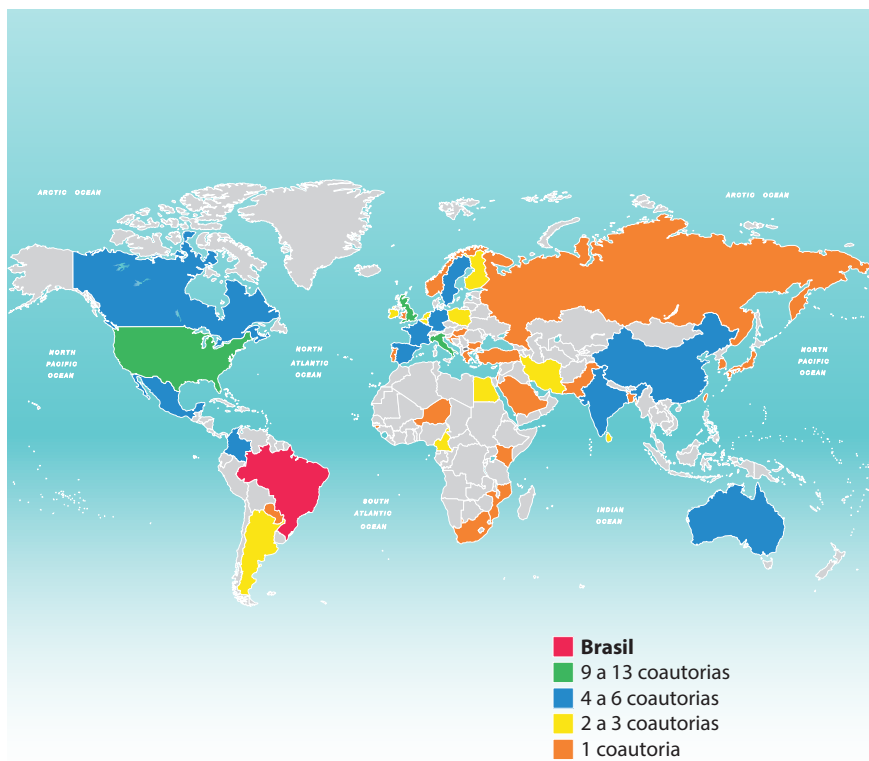 ARCTIC OCEAN
ARCTIC OCEAN
NORTH
PACIFIC
OCEAN
NORTH
ATLANTIC
OCEAN
NORTH
PACIFIC
OCEAN
SOUTH
ATLANTIC
OCEAN
INDIAN
OCEAN
Brasil
9 a 13 coautorias
4 a 6 coautorias
2 a 3 coautorias
1 coautoria